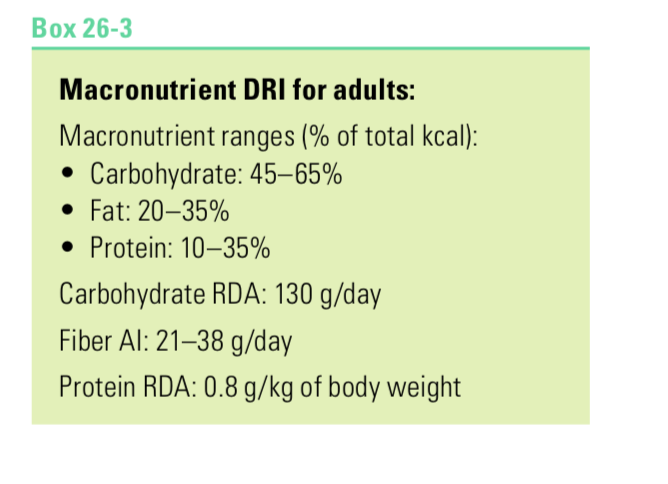 Box 26-3
Macronutrient DRI for adults:
Macronutrient ranges (% of total kcal):
• Carbohydrate: 45–65%
• Fat: 20–35%
• Protein: 10–35%
Carbohydrate RDA: 130 g/day
Fiber AI: 21–38 g/day
Protein RDA: 0.8 g/kg of body weight